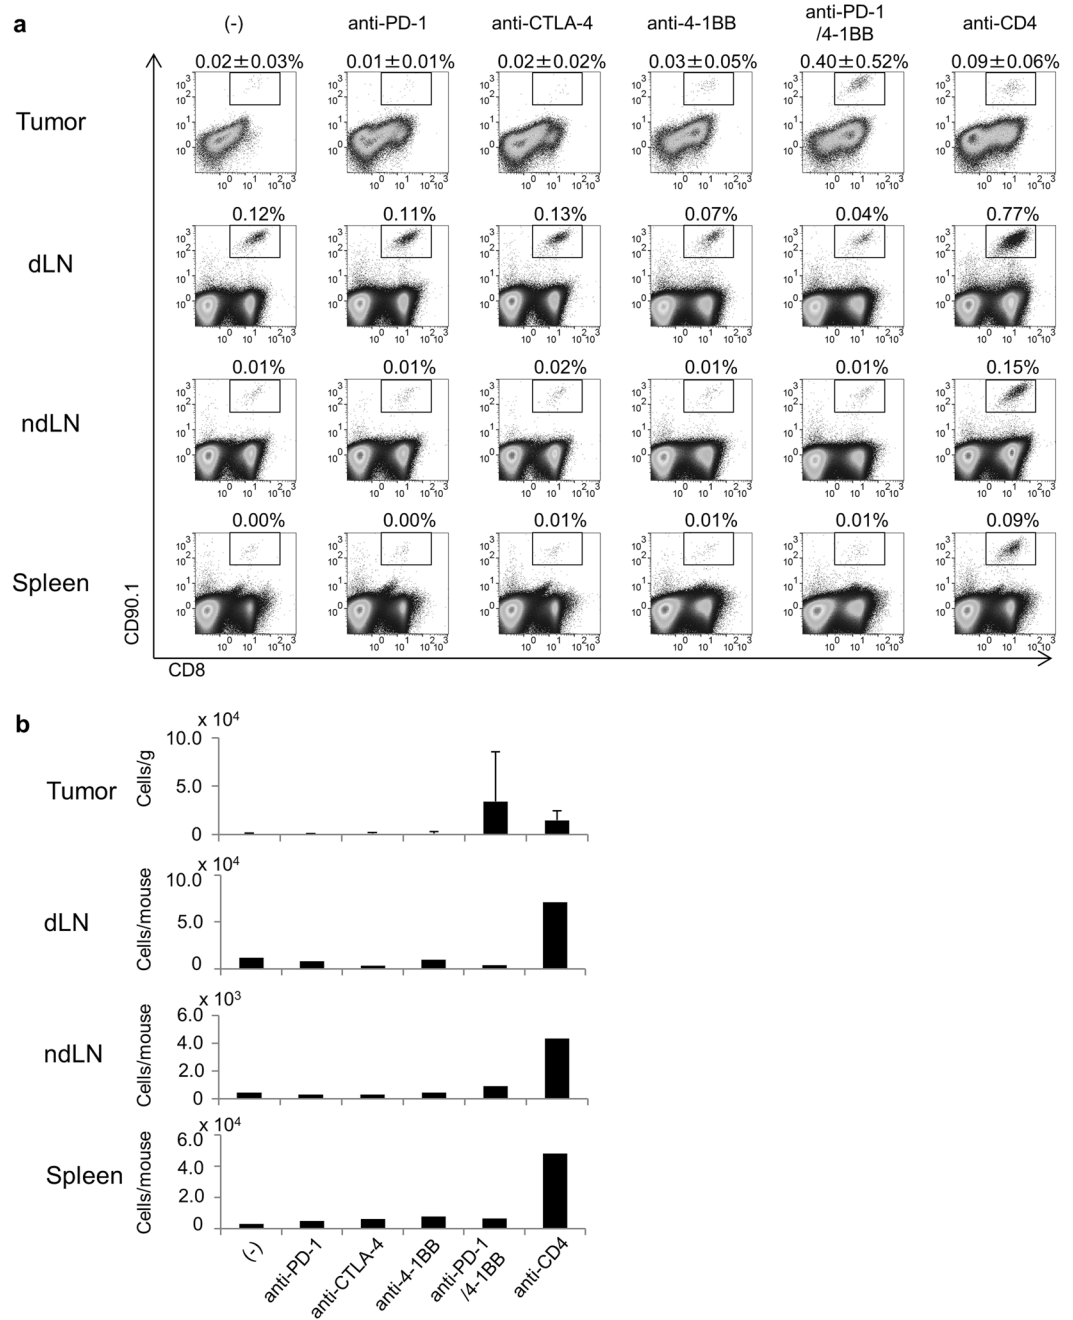 a
(-) anti-PD-1 anti-CTLA-4 anti-4-1BB anti-PD-1 /4-1BB anti-CD4
0.02±0.03% 0.01±0.01% 0.02±0.02% 0.03±0.05% 0.40±0.52% 0.09±0.06%
Tumor
0.12% 0.11% 0.13% 0.07% 0.04% 0.77%
dLN
0.01% 0.01% 0.02% 0.01% 0.01% 0.15%
ndLN
0.00% 0.00% 0.01% 0.01% 0.01% 0.09%
Spleen
CD90.1
CD8
b
x 10⁴
Tumor
Cells/g
10.0
5.0
0
x 10⁴
dLN
Cells/mouse
10.0
5.0
0
x 10³
ndLN
Cells/mouse
6.0
4.0
2.0
0
x 10⁴
Spleen
Cells/mouse
6.0
4.0
2.0
0
(-) anti-PD-1 anti-CTLA-4 anti-4-1BB anti-PD-1 /4-1BB anti-CD4